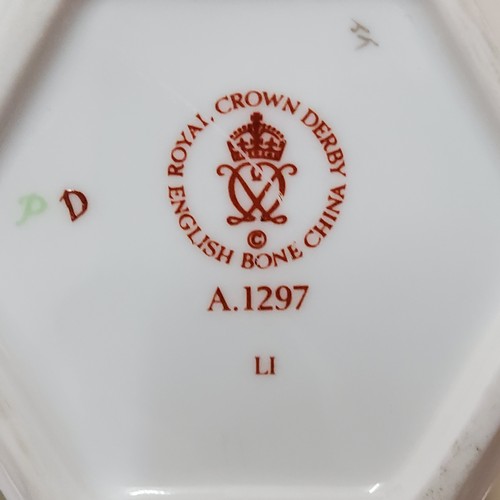 ROYAL CROWN DERBY
ENGLISH BONE CHINA
©
A.1297
LI
D